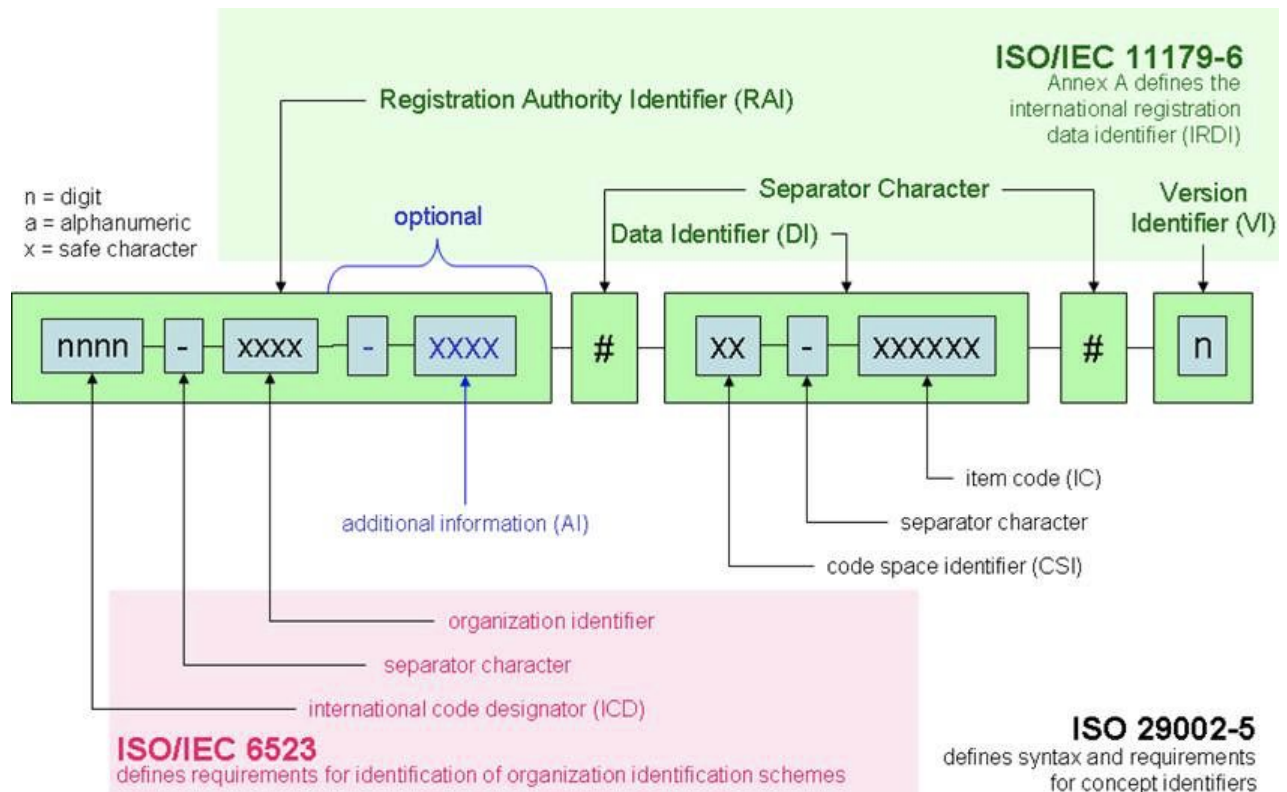 ISO/IEC 11179-6
Annex A defines the
international registration
data identifier (IRDI)
Registration Authority Identifier (RAI)
n = digit
a = alphanumeric
x = safe character
optional
Separator Character
Data Identifier (DI)
Version
Identifier (VI)
nnnn - xxxx - xxxx # xx - xxxxxx # n
item code (IC)
additional information (AI)
separator character
code space identifier (CSI)
organization identifier
separator character
international code designator (ICD)
ISO/IEC 6523
defines requirements for identification of organization identification schemes
ISO 29002-5
defines syntax and requirements
for concept identifiers